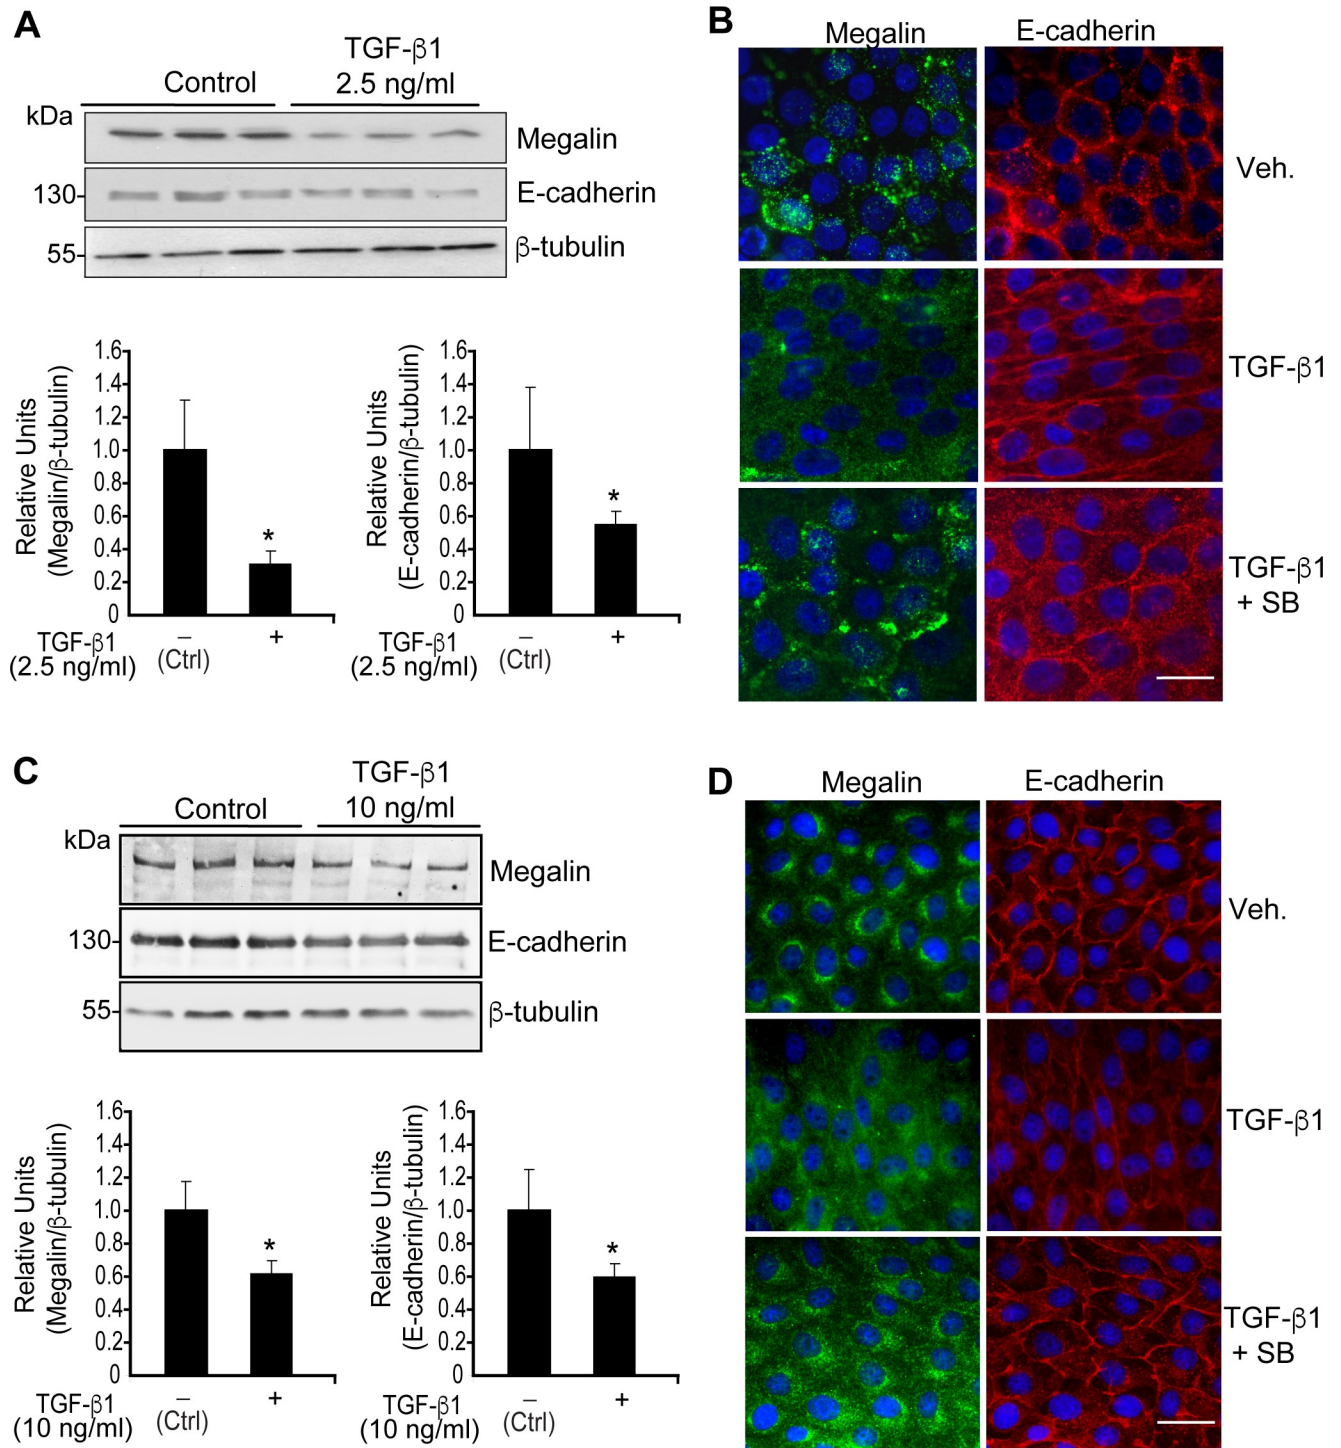 A
TGF-β1
Control 2.5 ng/ml
kDa
Megalin
130- E-cadherin
55- β-tubulin
Relative Units
(Megalin/β-tubulin)
1.6
1.4
1.2
1.0
0.8
0.6
0.4
0.2
0
*
TGF-β1 – +
(2.5 ng/ml) (Ctrl)
Relative Units
(E-cadherin/β-tubulin)
1.6
1.4
1.2
1.0
0.8
0.6
0.4
0.2
0
*
TGF-β1 – +
(2.5 ng/ml) (Ctrl)
B
Megalin E-cadherin
Veh.
TGF-β1
TGF-β1
+ SB
C
TGF-β1
Control 10 ng/ml
kDa
Megalin
130- E-cadherin
55- β-tubulin
Relative Units
(Megalin/β-tubulin)
1.6
1.4
1.2
1.0
0.8
0.6
0.4
0.2
0
*
TGF-β1 – +
(10 ng/ml) (Ctrl)
Relative Units
(E-cadherin/β-tubulin)
1.6
1.4
1.2
1.0
0.8
0.6
0.4
0.2
0
*
TGF-β1 – +
(10 ng/ml) (Ctrl)
D
Megalin E-cadherin
Veh.
TGF-β1
TGF-β1
+ SB